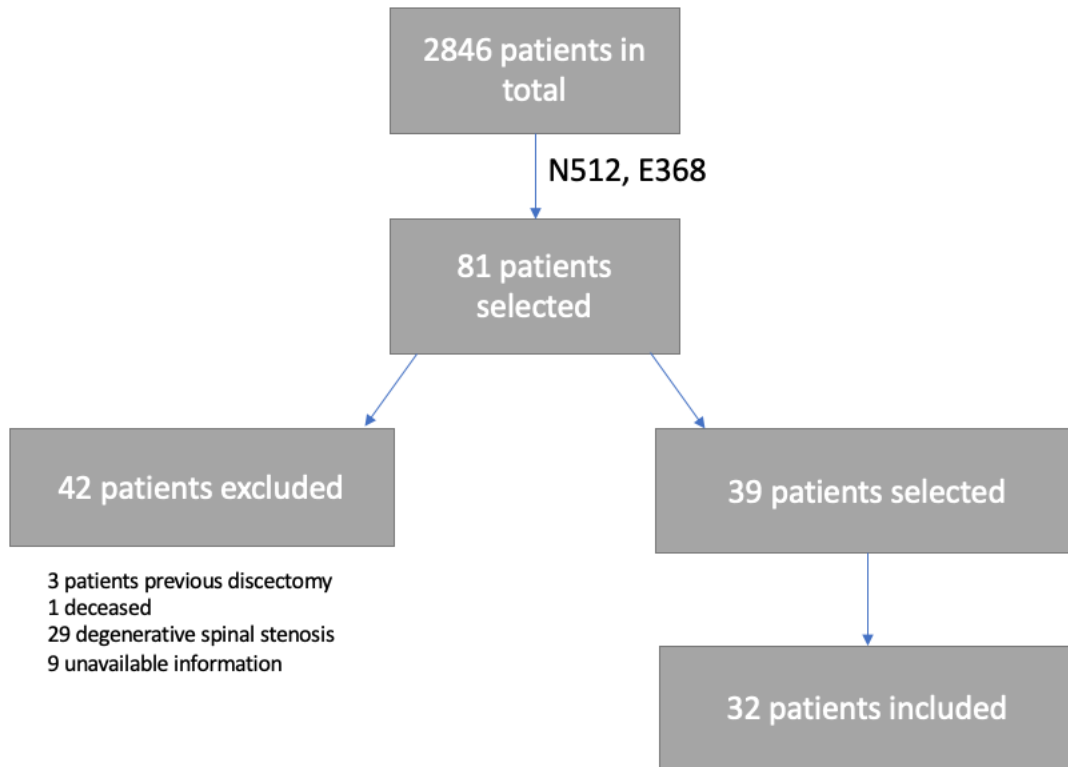 2846 patients in
total
N512, E368
81 patients
selected
42 patients excluded
39 patients selected
3 patients previous discectomy
1 deceased
29 degenerative spinal stenosis
9 unavailable information
32 patients included